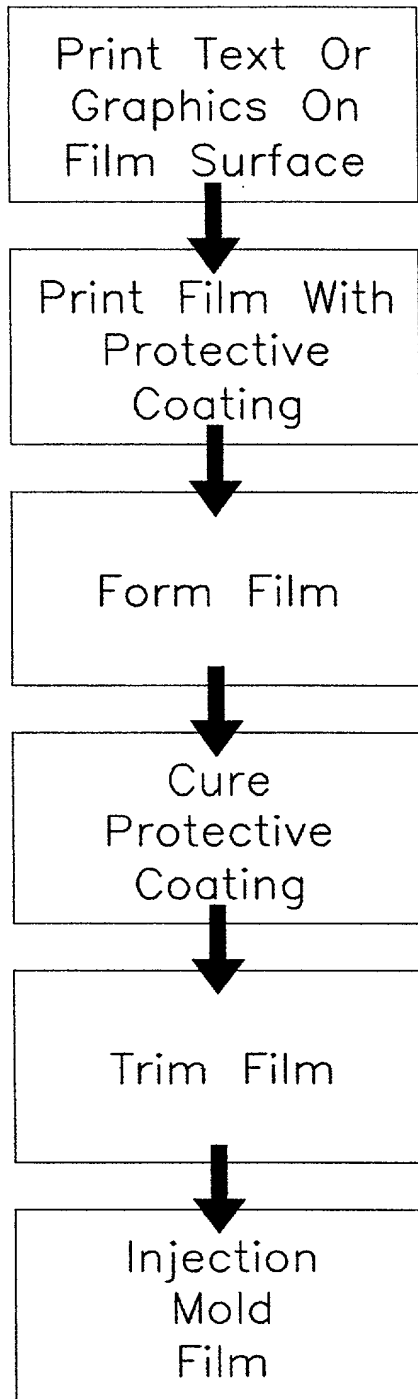 Print Text Or
Graphics On
Film Surface
Print Film With
Protective
Coating
Form Film
Cure
Protective
Coating
Trim Film
Injection
Mold
Film